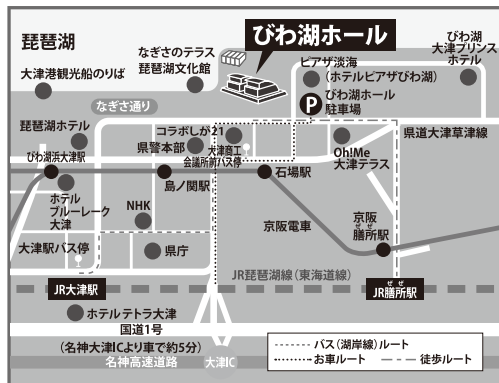 琵琶湖
なぎさのテラス
琵琶湖文化館
びわ湖ホール
ピアザ淡海
(ホテルピアザびわ湖)
びわ湖
大津プリンス
ホテル
大津港観光船のりば
P
びわ湖ホール
駐車場
なぎさ通り
琵琶湖ホテル
コラボしが21
県警本部
大津商工
会議所前バス停
Oh!Me
大津テラス
県道大津草津線
びわ湖浜大津駅
島ノ関駅
石場駅
ホテル
ブルーレーク
大津
NHK
京阪電車
京阪
ぜぜ
膳所駅
大津駅バス停
県庁
JR琵琶湖線(東海道線)
JR大津駅
ぜぜ
JR膳所駅
ホテルテトラ大津
国道1号
(名神大津ICより車で約5分)
名神高速道路
大津IC
バス(湖岸線)ルート
お車ルート
徒歩ルート